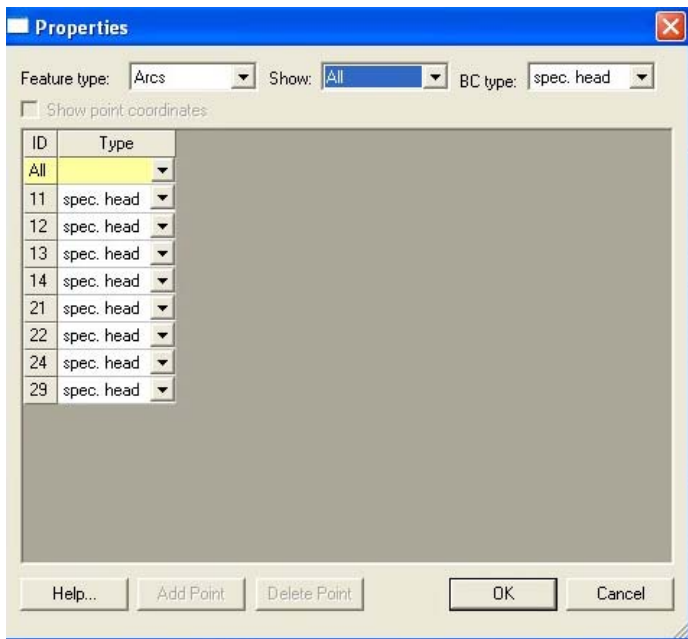 Properties
Feature type: Arcs Show: All BC type: spec. head
Show point coordinates
ID Type
All
11 spec. head
12 spec. head
13 spec. head
14 spec. head
21 spec. head
22 spec. head
24 spec. head
29 spec. head
Help... Add Point Delete Point OK Cancel